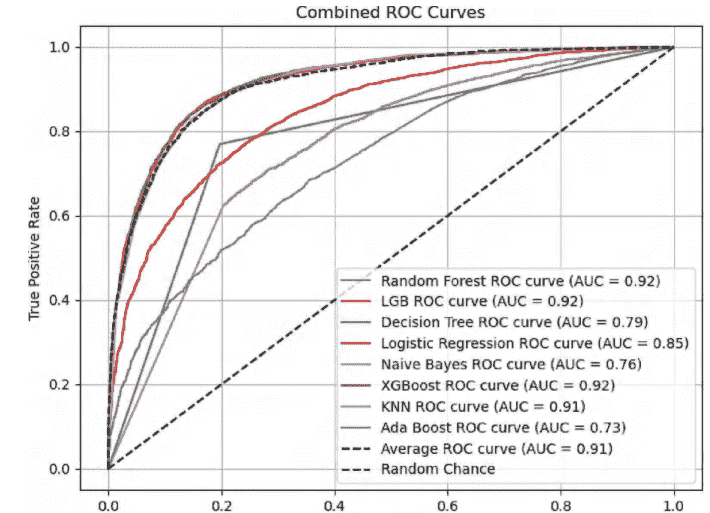 Combined ROC Curves
1.0
0.8
0.6
0.4
0.2
0.0
True Positive Rate
Random Forest ROC curve (AUC = 0.92)
LGB ROC curve (AUC = 0.92)
Decision Tree ROC curve (AUC = 0.79)
Logistic Regression ROC curve (AUC = 0.85)
Naive Bayes ROC curve (AUC = 0.76)
XGBoost ROC curve (AUC = 0.92)
KNN ROC curve (AUC = 0.91)
Ada Boost ROC curve (AUC = 0.73)
Average ROC curve (AUC = 0.91)
Random Chance
0.0 0.2 0.4 0.6 0.8 1.0